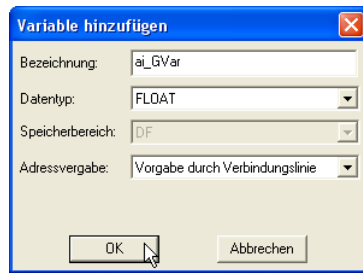 Variable hinzufügen
Bezeichnung: ai_GVar
Datentyp: FLOAT
Speicherbereich: DF
Adressvergabe: Vorgabe durch Verbindungslinie
OK Abbrechen